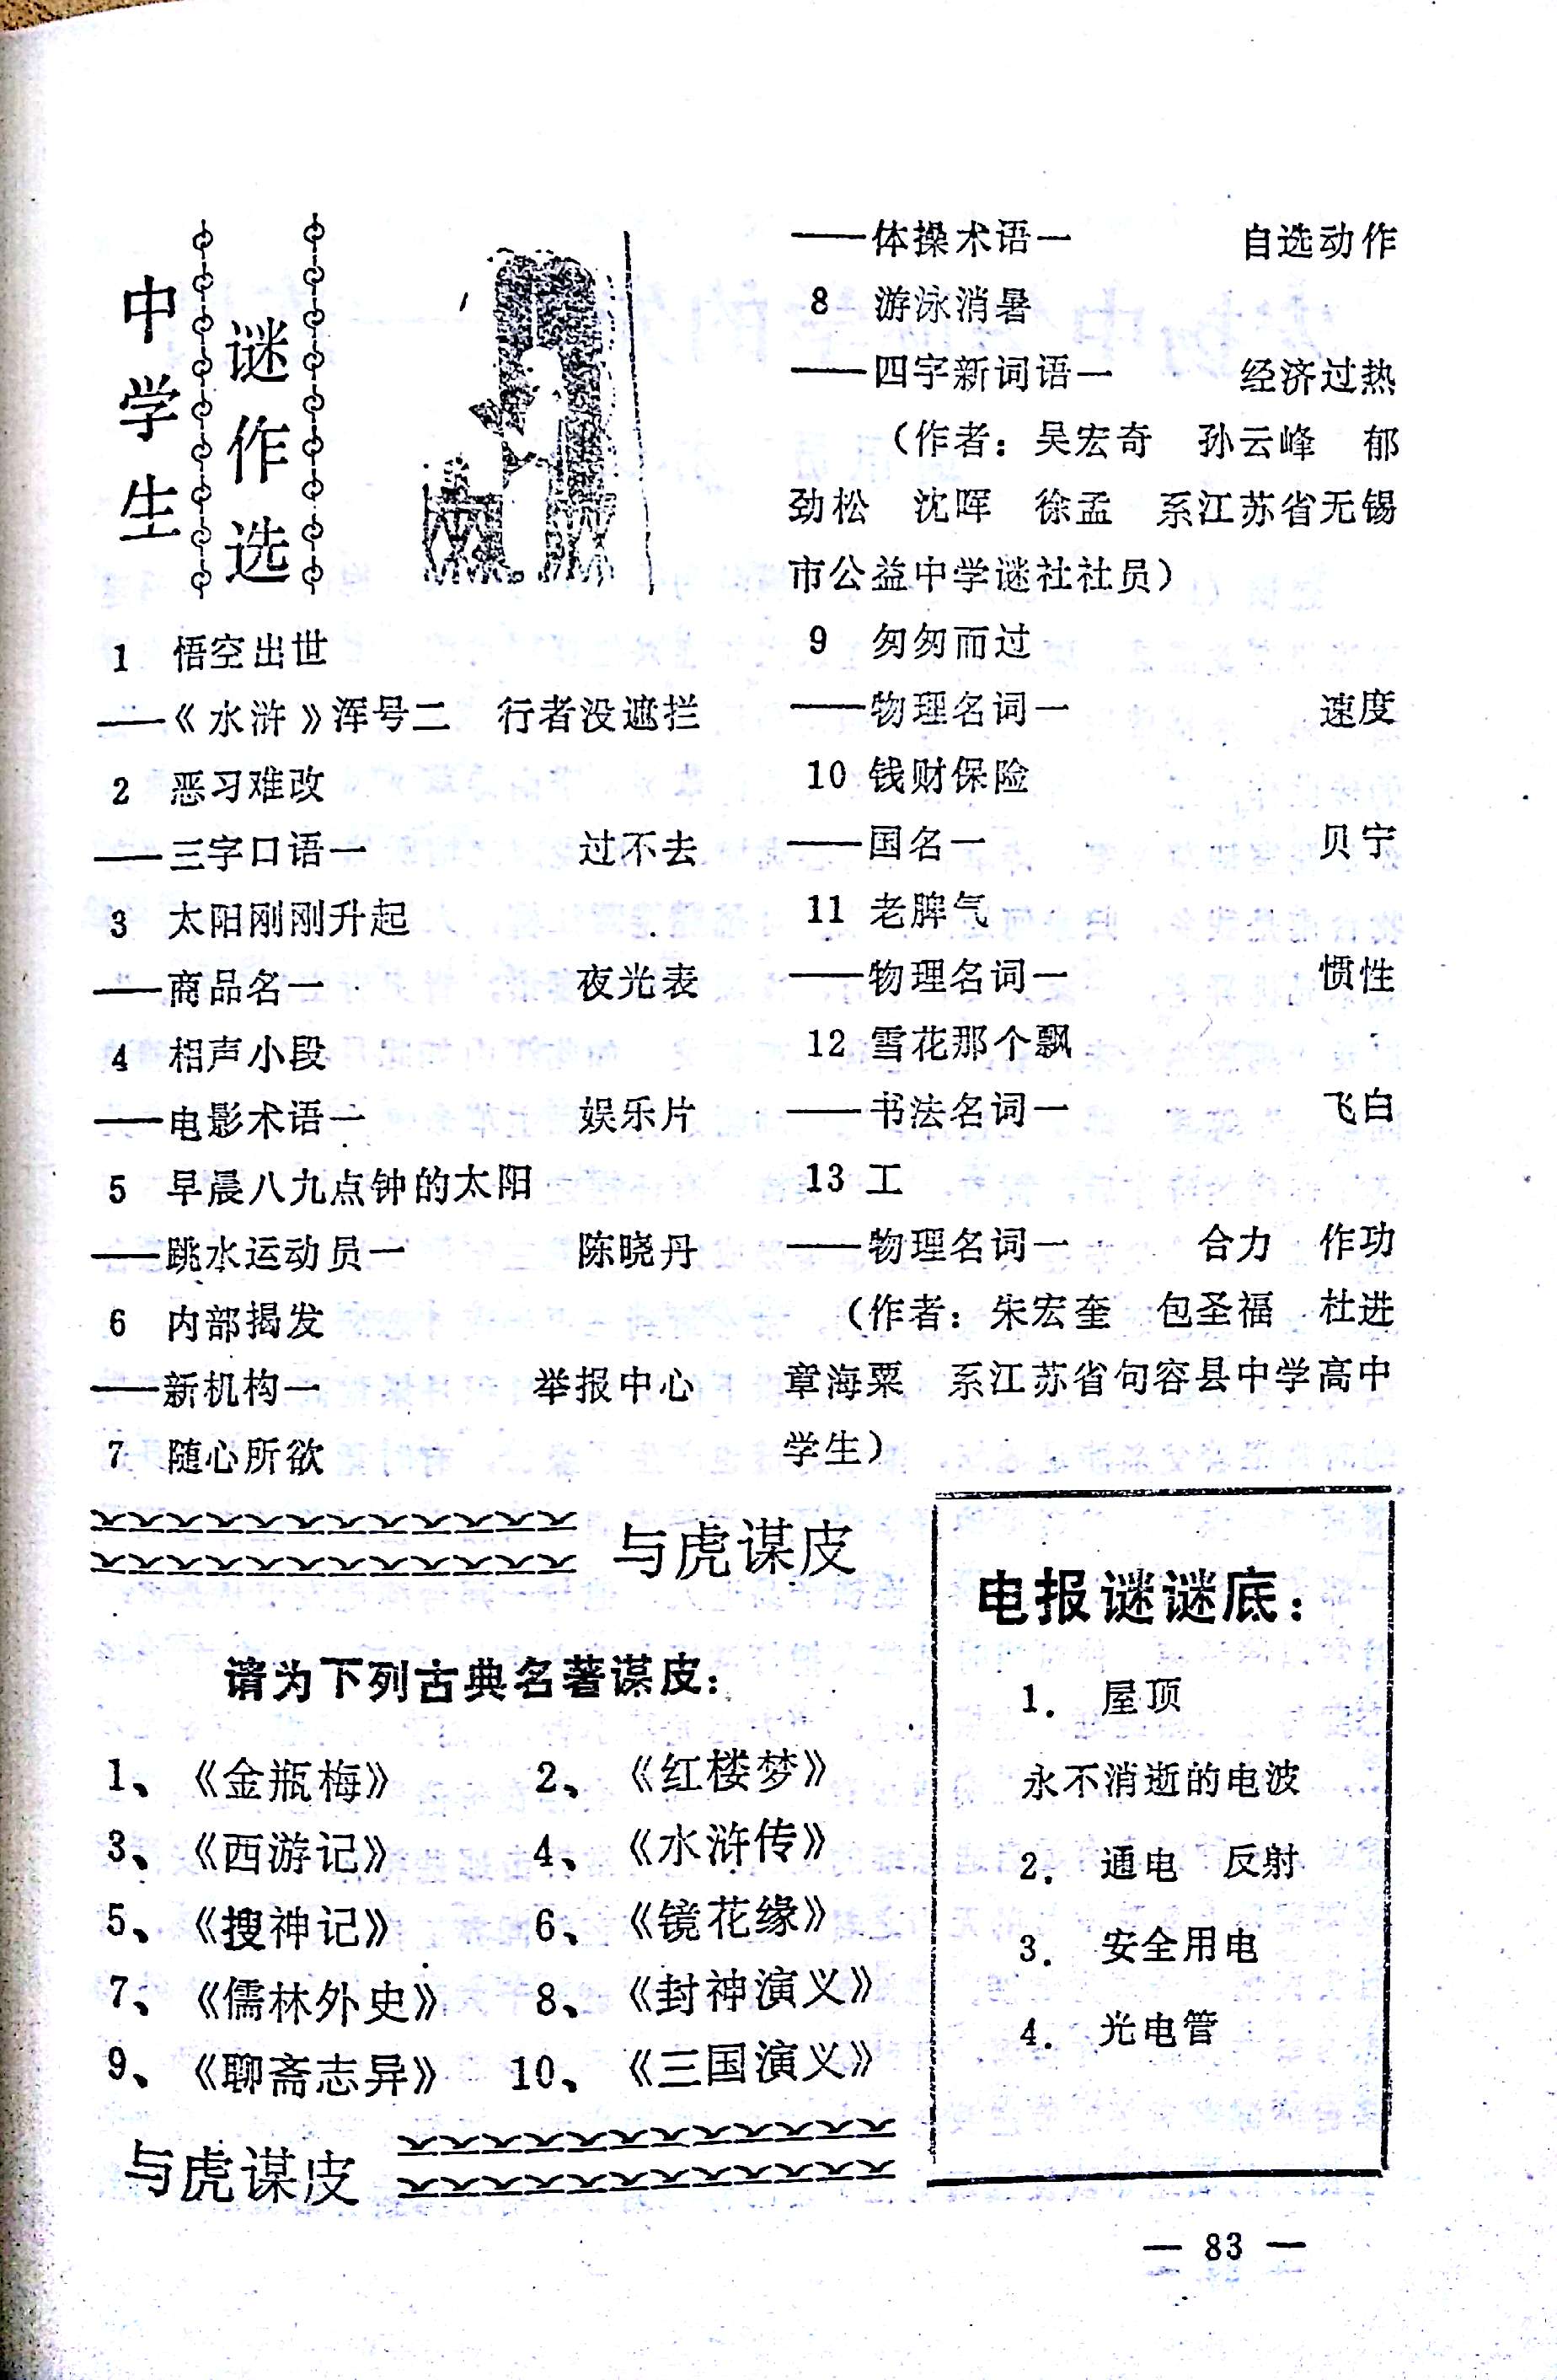 中学生
谜作选
1 悟空出世
——《水浒》浑号二 行者没遮拦
2 恶习难改
——三字口语一 过不去
3 太阳刚刚升起
——商品名一 夜光表
4 相声小段
——电影术语一 娱乐片
5 早晨八九点钟的太阳
——跳水运动员一 陈晓丹
6 内部揭发
——新机构一 举报中心
7 随心所欲
——体操术语一 自选动作
8 游泳消暑
——四字新词语一 经济过热
（作者：吴宏奇 孙云峰 郁
劲松 沈晖 徐孟 系江苏省无锡
市公益中学谜社社员）
9 匆匆而过
——物理名词一 速度
10 钱财保险
——国名一 贝宁
11 老脾气
——物理名词一 惯性
12 雪花那个飘
——书法名词一 飞白
13 工
——物理名词一 合力 作功
（作者：朱宏奎 包圣福 杜进
章海粟 系江苏省句容县中学高中
学生）
与虎谋皮
请为下列古典名著谋皮：
1、《金瓶梅》 2、《红楼梦》
3、《西游记》 4、《水浒传》
5、《搜神记》 6、《镜花缘》
7、《儒林外史》 8、《封神演义》
9、《聊斋志异》 10、《三国演义》
与虎谋皮
电报谜谜底：
1． 屋顶
永不消逝的电波
2． 通电 反射
3． 安全用电
4． 光电管
— 83 —